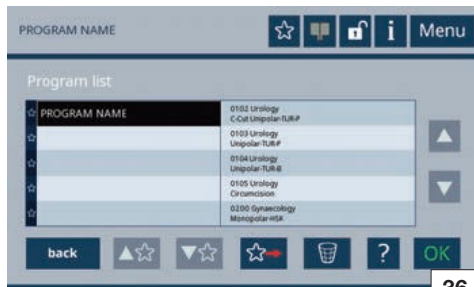 PROGRAM NAME
i
Menu
Program list
PROGRAM NAME
0102 Urology
C-Cut Unipolar-TUR-P
0103 Urology
Unipolar-TUR-P
0104 Urology
Unipolar-TUR-B
0105 Urology
Circumcision
0200 Gynaecology
Monopolar-HSK
back
?
OK